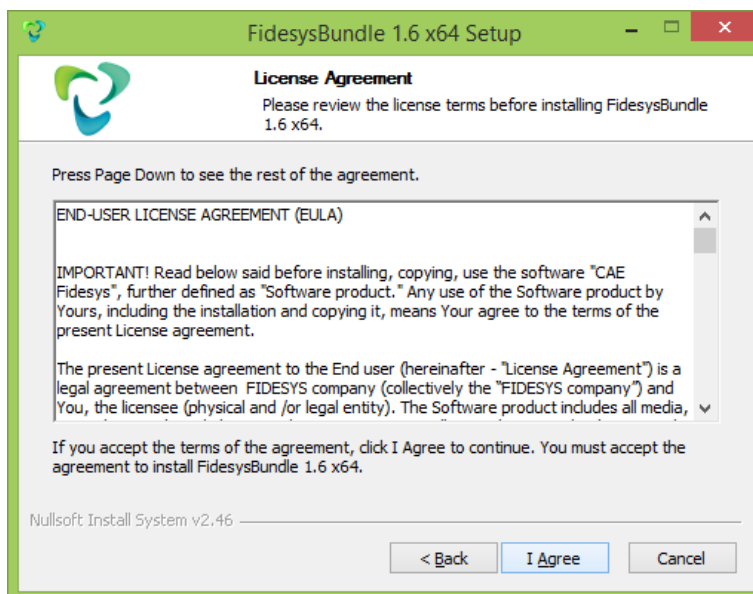 FidesysBundle 1.6 x64 Setup
License Agreement
Please review the license terms before installing FidesysBundle
1.6 x64.
Press Page Down to see the rest of the agreement.
END-USER LICENSE AGREEMENT (EULA)
IMPORTANT! Read below said before installing, copying, use the software "CAE
Fidesys", further defined as "Software product." Any use of the Software product by
Yours, including the installation and copying it, means Your agree to the terms of the
present License agreement.
The present License agreement to the End user (hereinafter - "License Agreement") is a
legal agreement between  FIDESYS company (collectively the "FIDESYS company") and
You, the licensee (physical and /or legal entity). The Software product includes all media,
If you accept the terms of the agreement, click I Agree to continue. You must accept the
agreement to install FidesysBundle 1.6 x64.
Nullsoft Install System v2.46
< Back
I Agree
Cancel